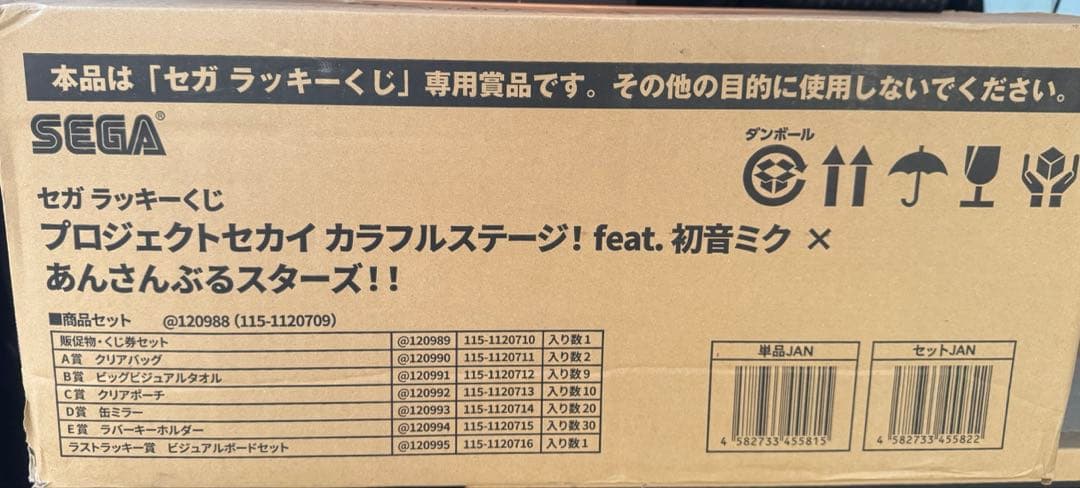 本品は「セガ ラッキーくじ」専用賞品です。その他の目的に使用しないでください。
SEGA®
ダンボール
セガ ラッキーくじ
プロジェクトセカイ カラフルステージ! feat. 初音ミク ×
あんさんぶるスターズ!!
■商品セット @120988 (115-1120709)
販促物・くじ券セット @120989 115-1120710 入り数1
A賞 クリアバッグ @120990 115-1120711 入り数2
B賞 ビッグビジュアルタオル @120991 115-1120712 入り数9
C賞 クリアポーチ @120992 115-1120713 入り数10
D賞 缶ミラー @120993 115-1120714 入り数20
E賞 ラバーキーホルダー @120994 115-1120715 入り数30
ラストラッキー賞 ビジュアルボードセット @120995 115-1120716 入り数1
単品JAN
4 582733 455815
セットJAN
4 582733 455822